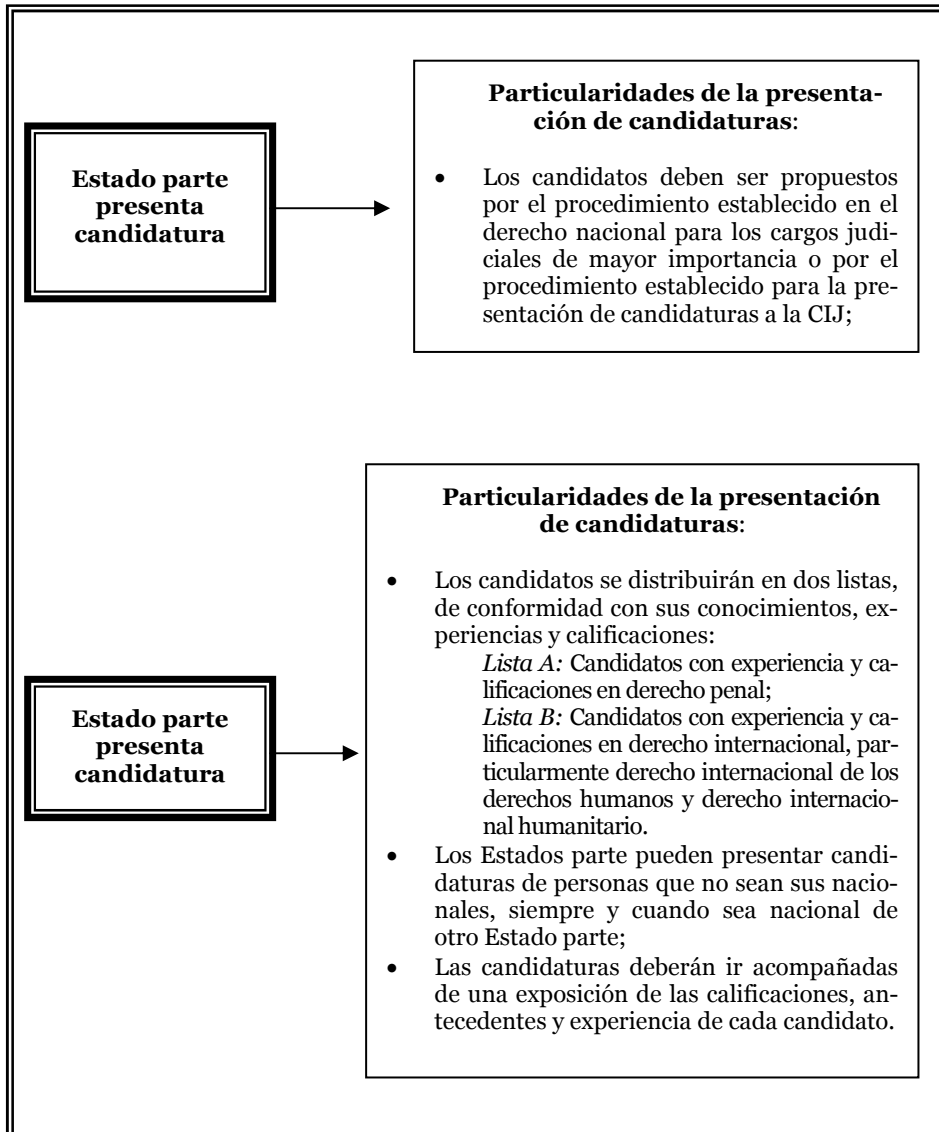 Estado parte
presenta
candidatura
Particularidades de la presenta-
ción de candidaturas:
• Los candidatos deben ser propuestos
por el procedimiento establecido en el
derecho nacional para los cargos judi-
ciales de mayor importancia o por el
procedimiento establecido para la pre-
sentación de candidaturas a la CIJ;
Estado parte
presenta
candidatura
Particularidades de la presentación
de candidaturas:
• Los candidatos se distribuirán en dos listas,
de conformidad con sus conocimientos, ex-
periencias y calificaciones:
Lista A: Candidatos con experiencia y ca-
lificaciones en derecho penal;
Lista B: Candidatos con experiencia y ca-
lificaciones en derecho internacional, par-
ticularmente derecho internacional de los
derechos humanos y derecho internacio-
nal humanitario.
• Los Estados parte pueden presentar candi-
daturas de personas que no sean sus nacio-
nales, siempre y cuando sea nacional de
otro Estado parte;
• Las candidaturas deberán ir acompañadas
de una exposición de las calificaciones, an-
tecedentes y experiencia de cada candidato.